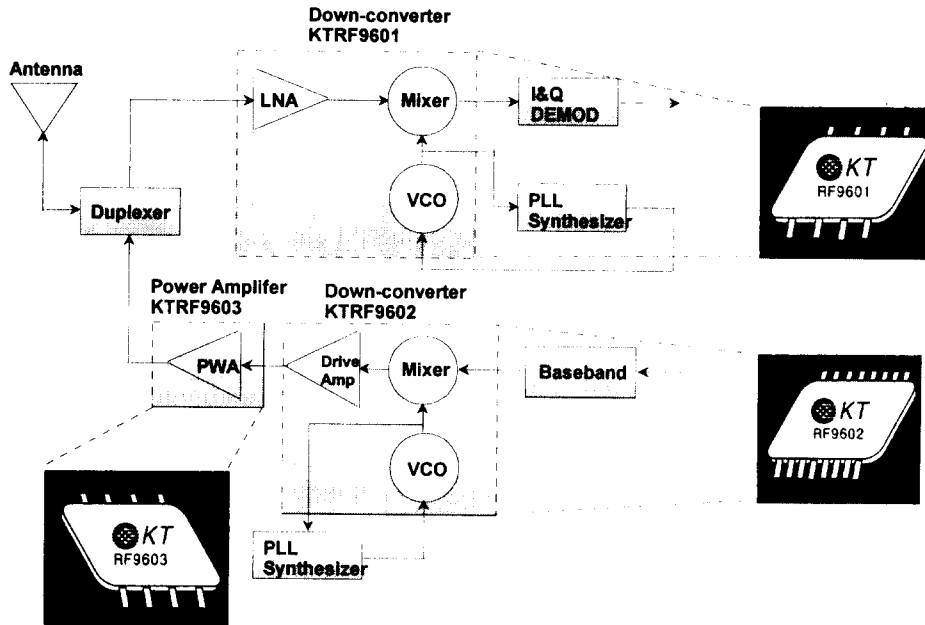 Down-converter
KTRF9601
Antenna
LNA
Mixer
I&Q
DEMOD
KT
RF9601
VCO
PLL
Synthesizer
Duplexer
Power Amplifer
KTRF9603
Down-converter
KTRF9602
PWA
Drive
Amp
Mixer
Baseband
KT
RF9602
VCO
KT
RF9603
PLL
Synthesizer